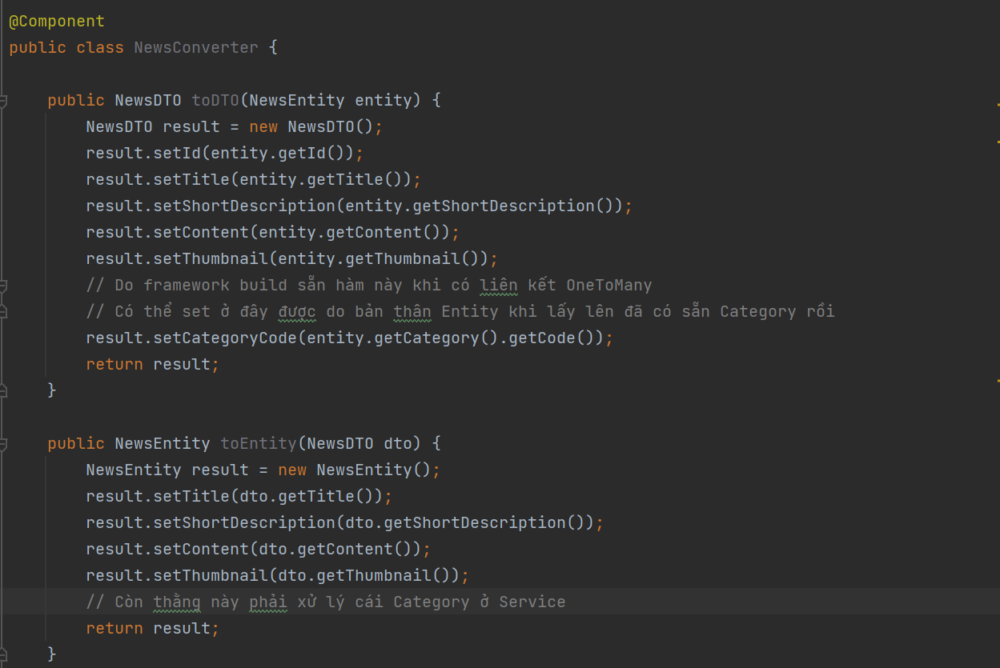 @Component
public class NewsConverter {
public NewsDTO toDTO(NewsEntity entity) {
NewsDTO result = new NewsDTO();
result.setId(entity.getId());
result.setTitle(entity.getTitle());
result.setShortDescription(entity.getShortDescription());
result.setContent(entity.getContent());
result.setThumbnail(entity.getThumbnail());
// Do framework build sẵn hàm này khi có liên kết OneToMany
// Có thể set ở đây được do bản thân Entity khi lấy lên đã có sẵn Category rồi
result.setCategoryCode(entity.getCategory().getCode());
return result;
}
public NewsEntity toEntity(NewsDTO dto) {
NewsEntity result = new NewsEntity();
result.setTitle(dto.getTitle());
result.setShortDescription(dto.getShortDescription());
result.setContent(dto.getContent());
result.setThumbnail(dto.getThumbnail());
// Còn thằng này phải xử lý cái Category ở Service
return result;
}